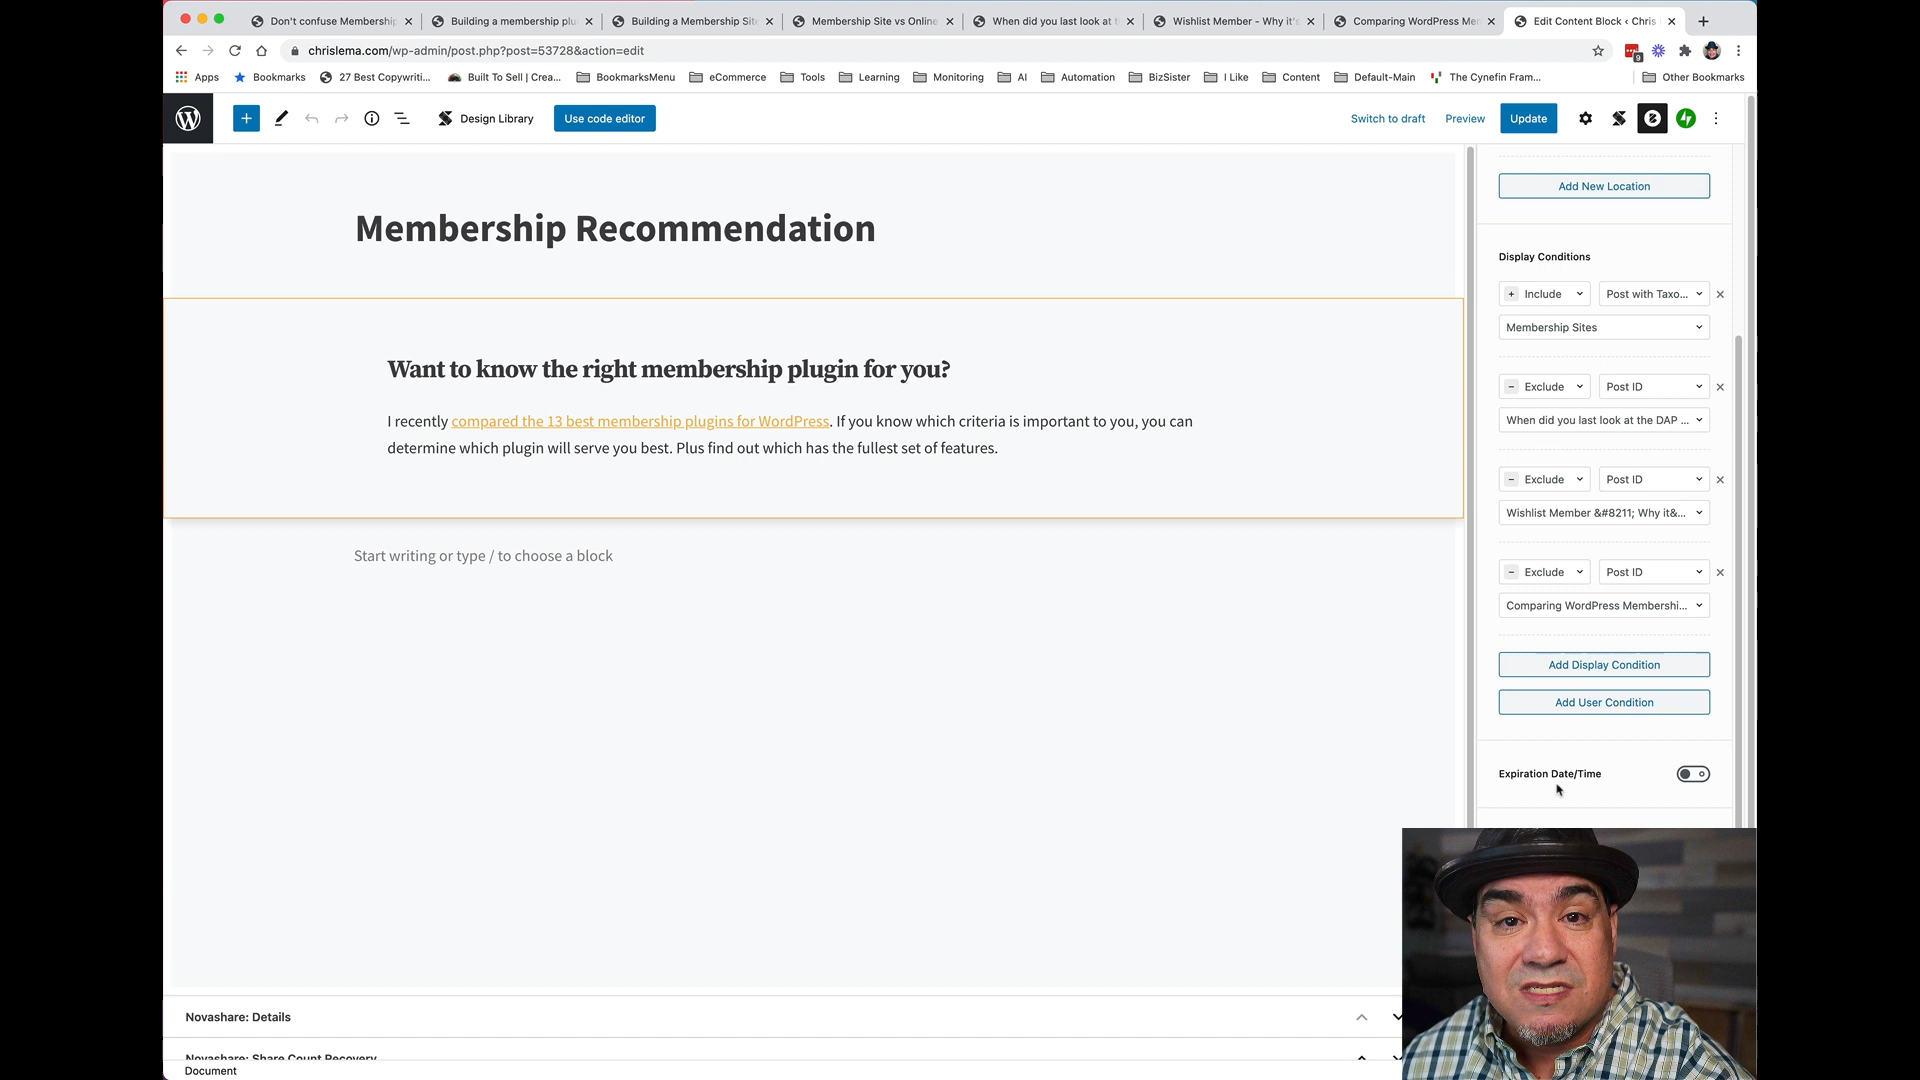 Don't confuse Membership
Building a membership plu
Building a Membership Sit
Membership Site vs Online
When did you last look at t
Wishlist Member - Why it's
Comparing WordPress Mem
Edit Content Block ‹ Chris
chrislema.com/wp-admin/post.php?post=53728&action=edit
Apps
Bookmarks
27 Best Copywriti...
Built To Sell | Crea...
BookmarksMenu
eCommerce
Tools
Learning
Monitoring
AI
Automation
BizSister
I Like
Content
Default-Main
The Cynefin Fram...
Other Bookmarks
Design Library
Use code editor
Switch to draft
Preview
Update
Membership Recommendation
Want to know the right membership plugin for you?
I recently compared the 13 best membership plugins for WordPress. If you know which criteria is important to you, you can
determine which plugin will serve you best. Plus find out which has the fullest set of features.
Start writing or type / to choose a block
Add New Location
Display Conditions
+ Include
Post with Taxo...
Membership Sites
− Exclude
Post ID
When did you last look at the DAP ...
− Exclude
Post ID
Wishlist Member &#8211; Why it&...
− Exclude
Post ID
Comparing WordPress Membershi...
Add Display Condition
Add User Condition
Expiration Date/Time
Novashare: Details
Novashare: Share Count Recovery
Document